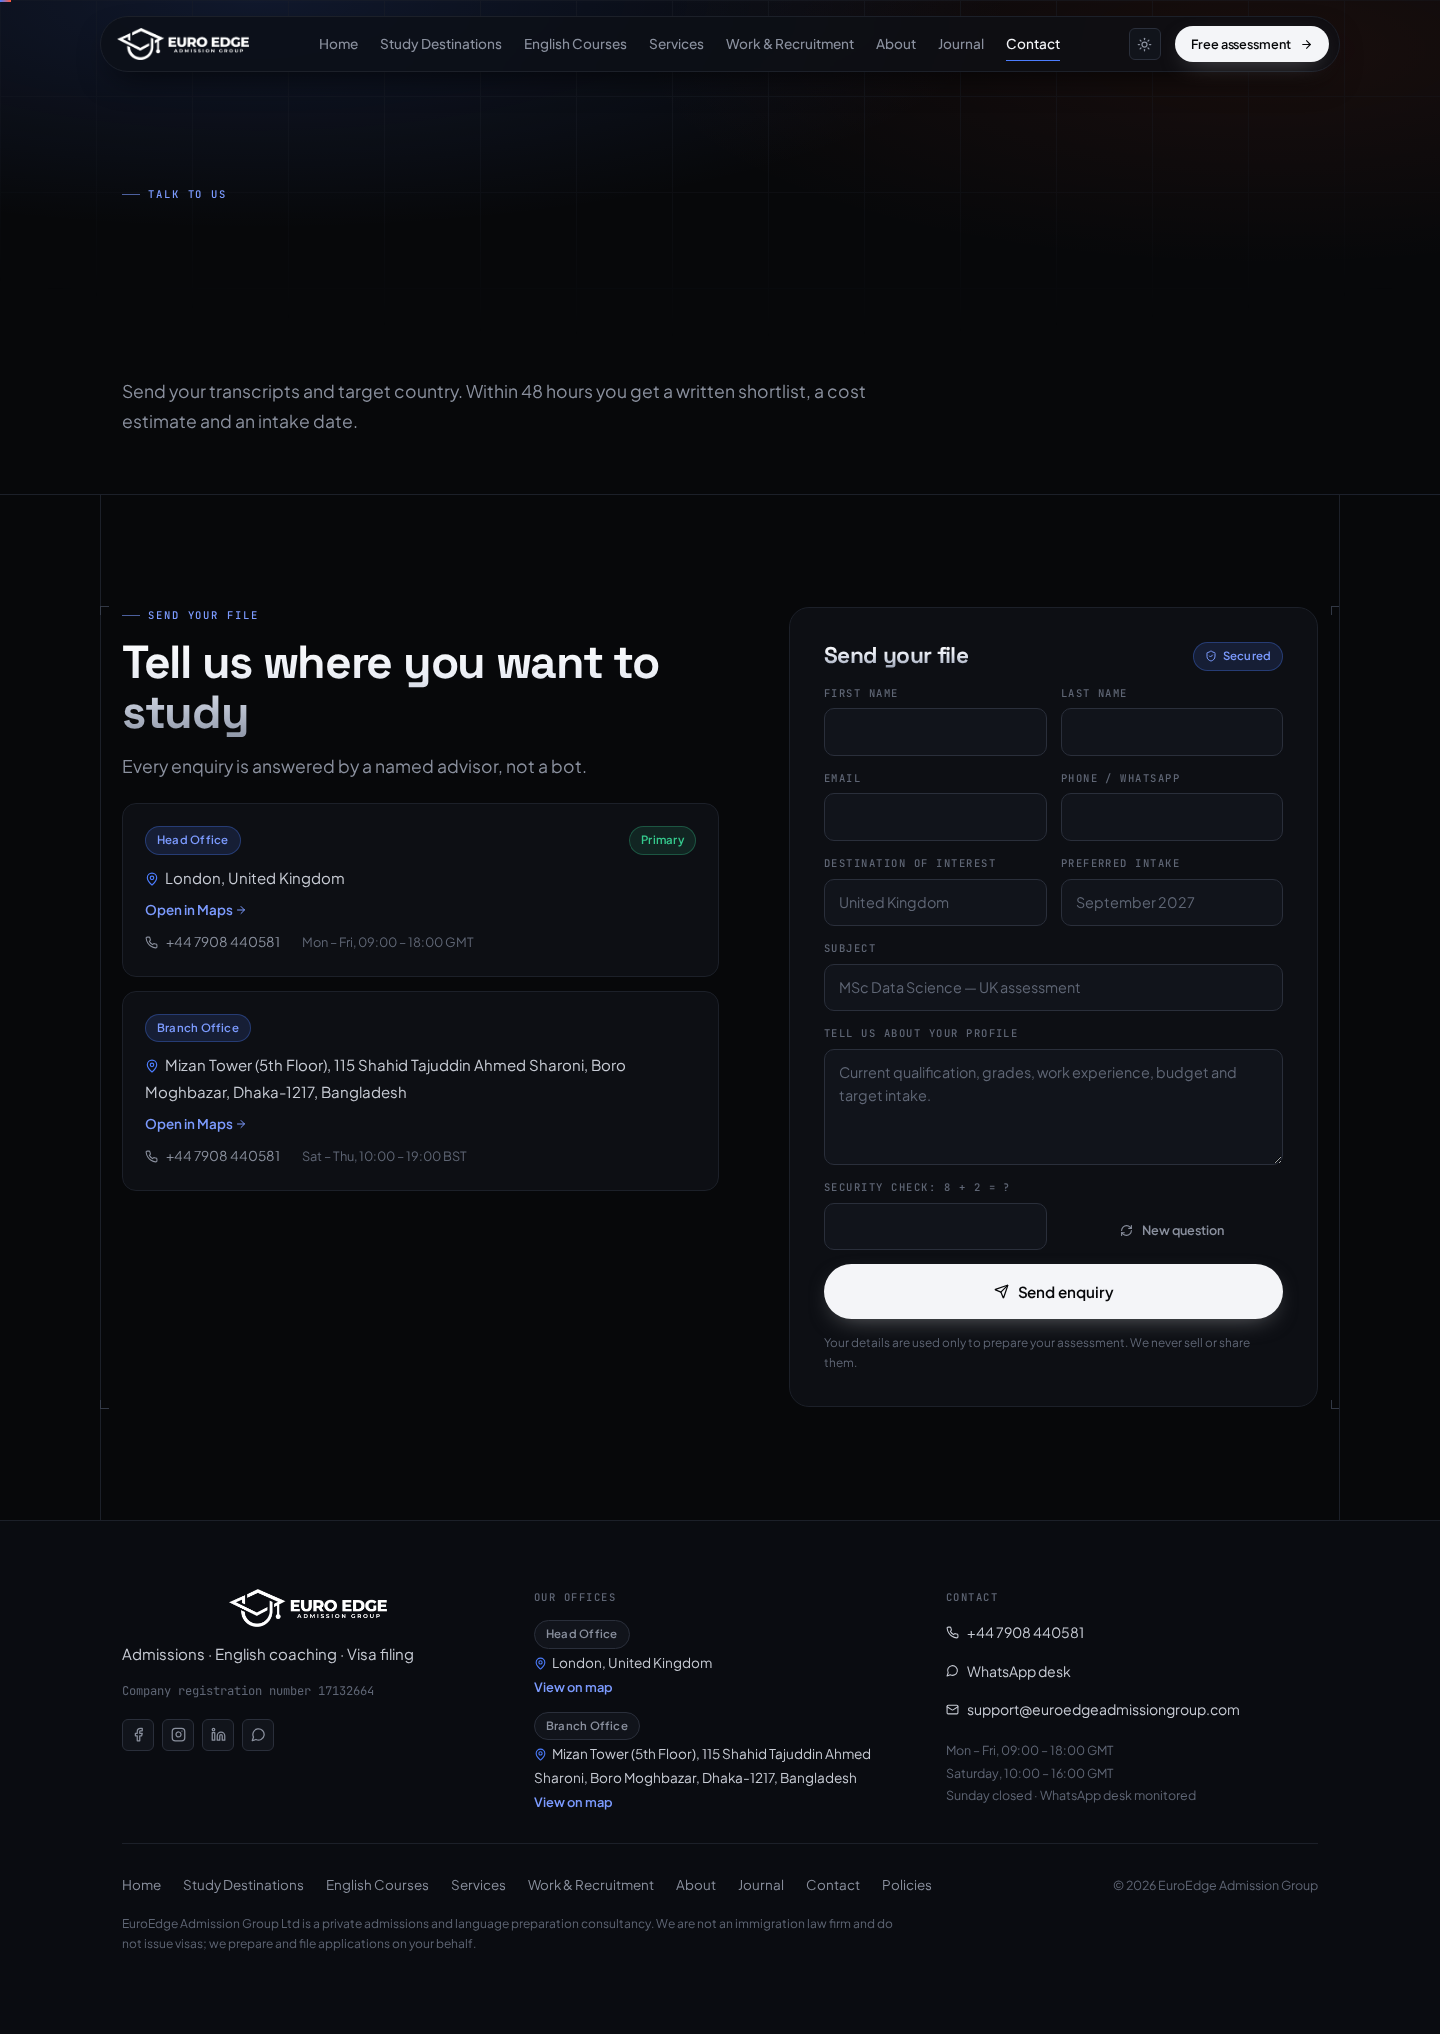 EURO EDGE
ADMISSION GROUP
Home Study Destinations English Courses Services Work & Recruitment About Journal Contact
Free assessment
TALK TO US
Send your transcripts and target country. Within 48 hours you get a written shortlist, a cost
estimate and an intake date.
SEND YOUR FILE
Tell us where you want to
study
Every enquiry is answered by a named advisor, not a bot.
Head Office
Primary
London, United Kingdom
Open in Maps
+44 7908 440581 Mon – Fri, 09:00 – 18:00 GMT
Branch Office
Mizan Tower (5th Floor), 115 Shahid Tajuddin Ahmed Sharoni, Boro
Moghbazar, Dhaka-1217, Bangladesh
Open in Maps
+44 7908 440581 Sat – Thu, 10:00 – 19:00 BST
Send your file
Secured
FIRST NAME LAST NAME
EMAIL PHONE / WHATSAPP
DESTINATION OF INTEREST PREFERRED INTAKE
United Kingdom September 2027
SUBJECT
MSc Data Science — UK assessment
TELL US ABOUT YOUR PROFILE
Current qualification, grades, work experience, budget and
target intake.
SECURITY CHECK: 8 + 2 = ?
New question
Send enquiry
Your details are used only to prepare your assessment. We never sell or share
them.
EURO EDGE
ADMISSION GROUP
Admissions · English coaching · Visa filing
Company registration number 17132664
OUR OFFICES
Head Office
London, United Kingdom
View on map
Branch Office
Mizan Tower (5th Floor), 115 Shahid Tajuddin Ahmed
Sharoni, Boro Moghbazar, Dhaka-1217, Bangladesh
View on map
CONTACT
+44 7908 440581
WhatsApp desk
support@euroedgeadmissiongroup.com
Mon – Fri, 09:00 – 18:00 GMT
Saturday, 10:00 – 16:00 GMT
Sunday closed · WhatsApp desk monitored
Home Study Destinations English Courses Services Work & Recruitment About Journal Contact Policies
© 2026 EuroEdge Admission Group
EuroEdge Admission Group Ltd is a private admissions and language preparation consultancy. We are not an immigration law firm and do
not issue visas; we prepare and file applications on your behalf.